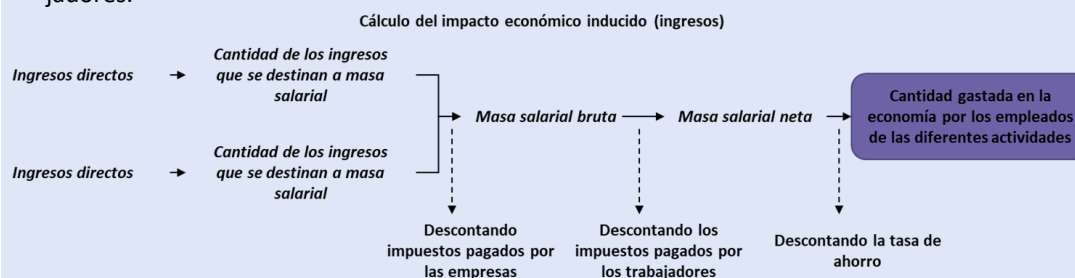 jadores.
Cálculo del impacto económico inducido (ingresos)
Ingresos directos
Cantidad de los ingresos
que se destinan a masa
salarial
Masa salarial bruta
Masa salarial neta
Cantidad gastada en la
economía por los empleados
de las diferentes actividades
Ingresos directos
Cantidad de los ingresos
que se destinan a masa
salarial
Descontando
impuestos pagados por
las empresas
Descontando los
impuestos pagados por
los trabajadores
Descontando la tasa de
ahorro